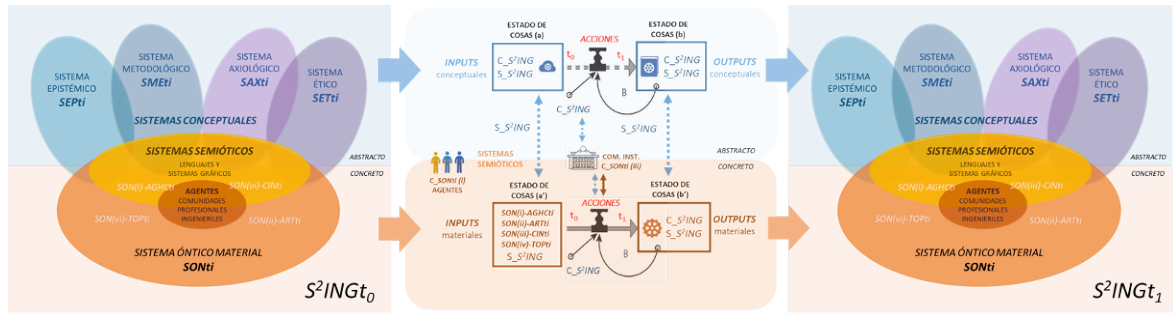 SISTEMA
EPISTÉMICO
SEPti
SISTEMA
METODOLÓGICO
SMEti
SISTEMA
AXIOLÓGICO
SAXti
SISTEMA
ÉTICO
SETti
SISTEMAS CONCEPTUALES
SISTEMAS SEMIÓTICOS
LENGUAJES Y
SISTEMAS GRÁFICOS
ABSTRACTO
CONCRETO
SON(i)-AGHCti
SON(iii)-CINti
AGENTES
COMUNIDADES
PROFESIONALES
INGENIERILES
SON(vi)-TOPti
SON(ii)-ARTti
SISTEMA ÓNTICO MATERIAL
SONti
S²INGt₀
INPUTS
conceptuales
ESTADO DE
COSAS (a)
C_S²ING
S_S²ING
ACCIONES
t₀
t₁
ESTADO DE
COSAS (b)
C_S²ING
S_S²ING
OUTPUTS
conceptuales
B
C_S²ING
S_S²ING
S_S²ING
SISTEMAS
SEMIÓTICOS
C_SONti (I)
AGENTES
COM. INST.
C_SONti (iii)
ABSTRACTO
CONCRETO
INPUTS
materiales
ESTADO DE
COSAS (a')
SON(i)-AGHCti
SON(ii)-ARTti
SON(iii)-CINti
SON(iv)-TOPti
S_S²ING
ACCIONES
t₀
t₁
ESTADO DE
COSAS (b')
C_S²ING
S_S²ING
OUTPUTS
materiales
B
C_S²ING
SISTEMA
EPISTÉMICO
SEPti
SISTEMA
METODOLÓGICO
SMEti
SISTEMA
AXIOLÓGICO
SAXti
SISTEMA
ÉTICO
SETti
SISTEMAS CONCEPTUALES
SISTEMAS SEMIÓTICOS
LENGUAJES Y
SISTEMAS GRÁFICOS
ABSTRACTO
CONCRETO
SON(i)-AGHCti
SON(iii)-CINti
AGENTES
COMUNIDADES
PROFESIONALES
INGENIERILES
SON(vi)-TOPti
SON(ii)-ARTti
SISTEMA ÓNTICO MATERIAL
SONti
S²INGt₁